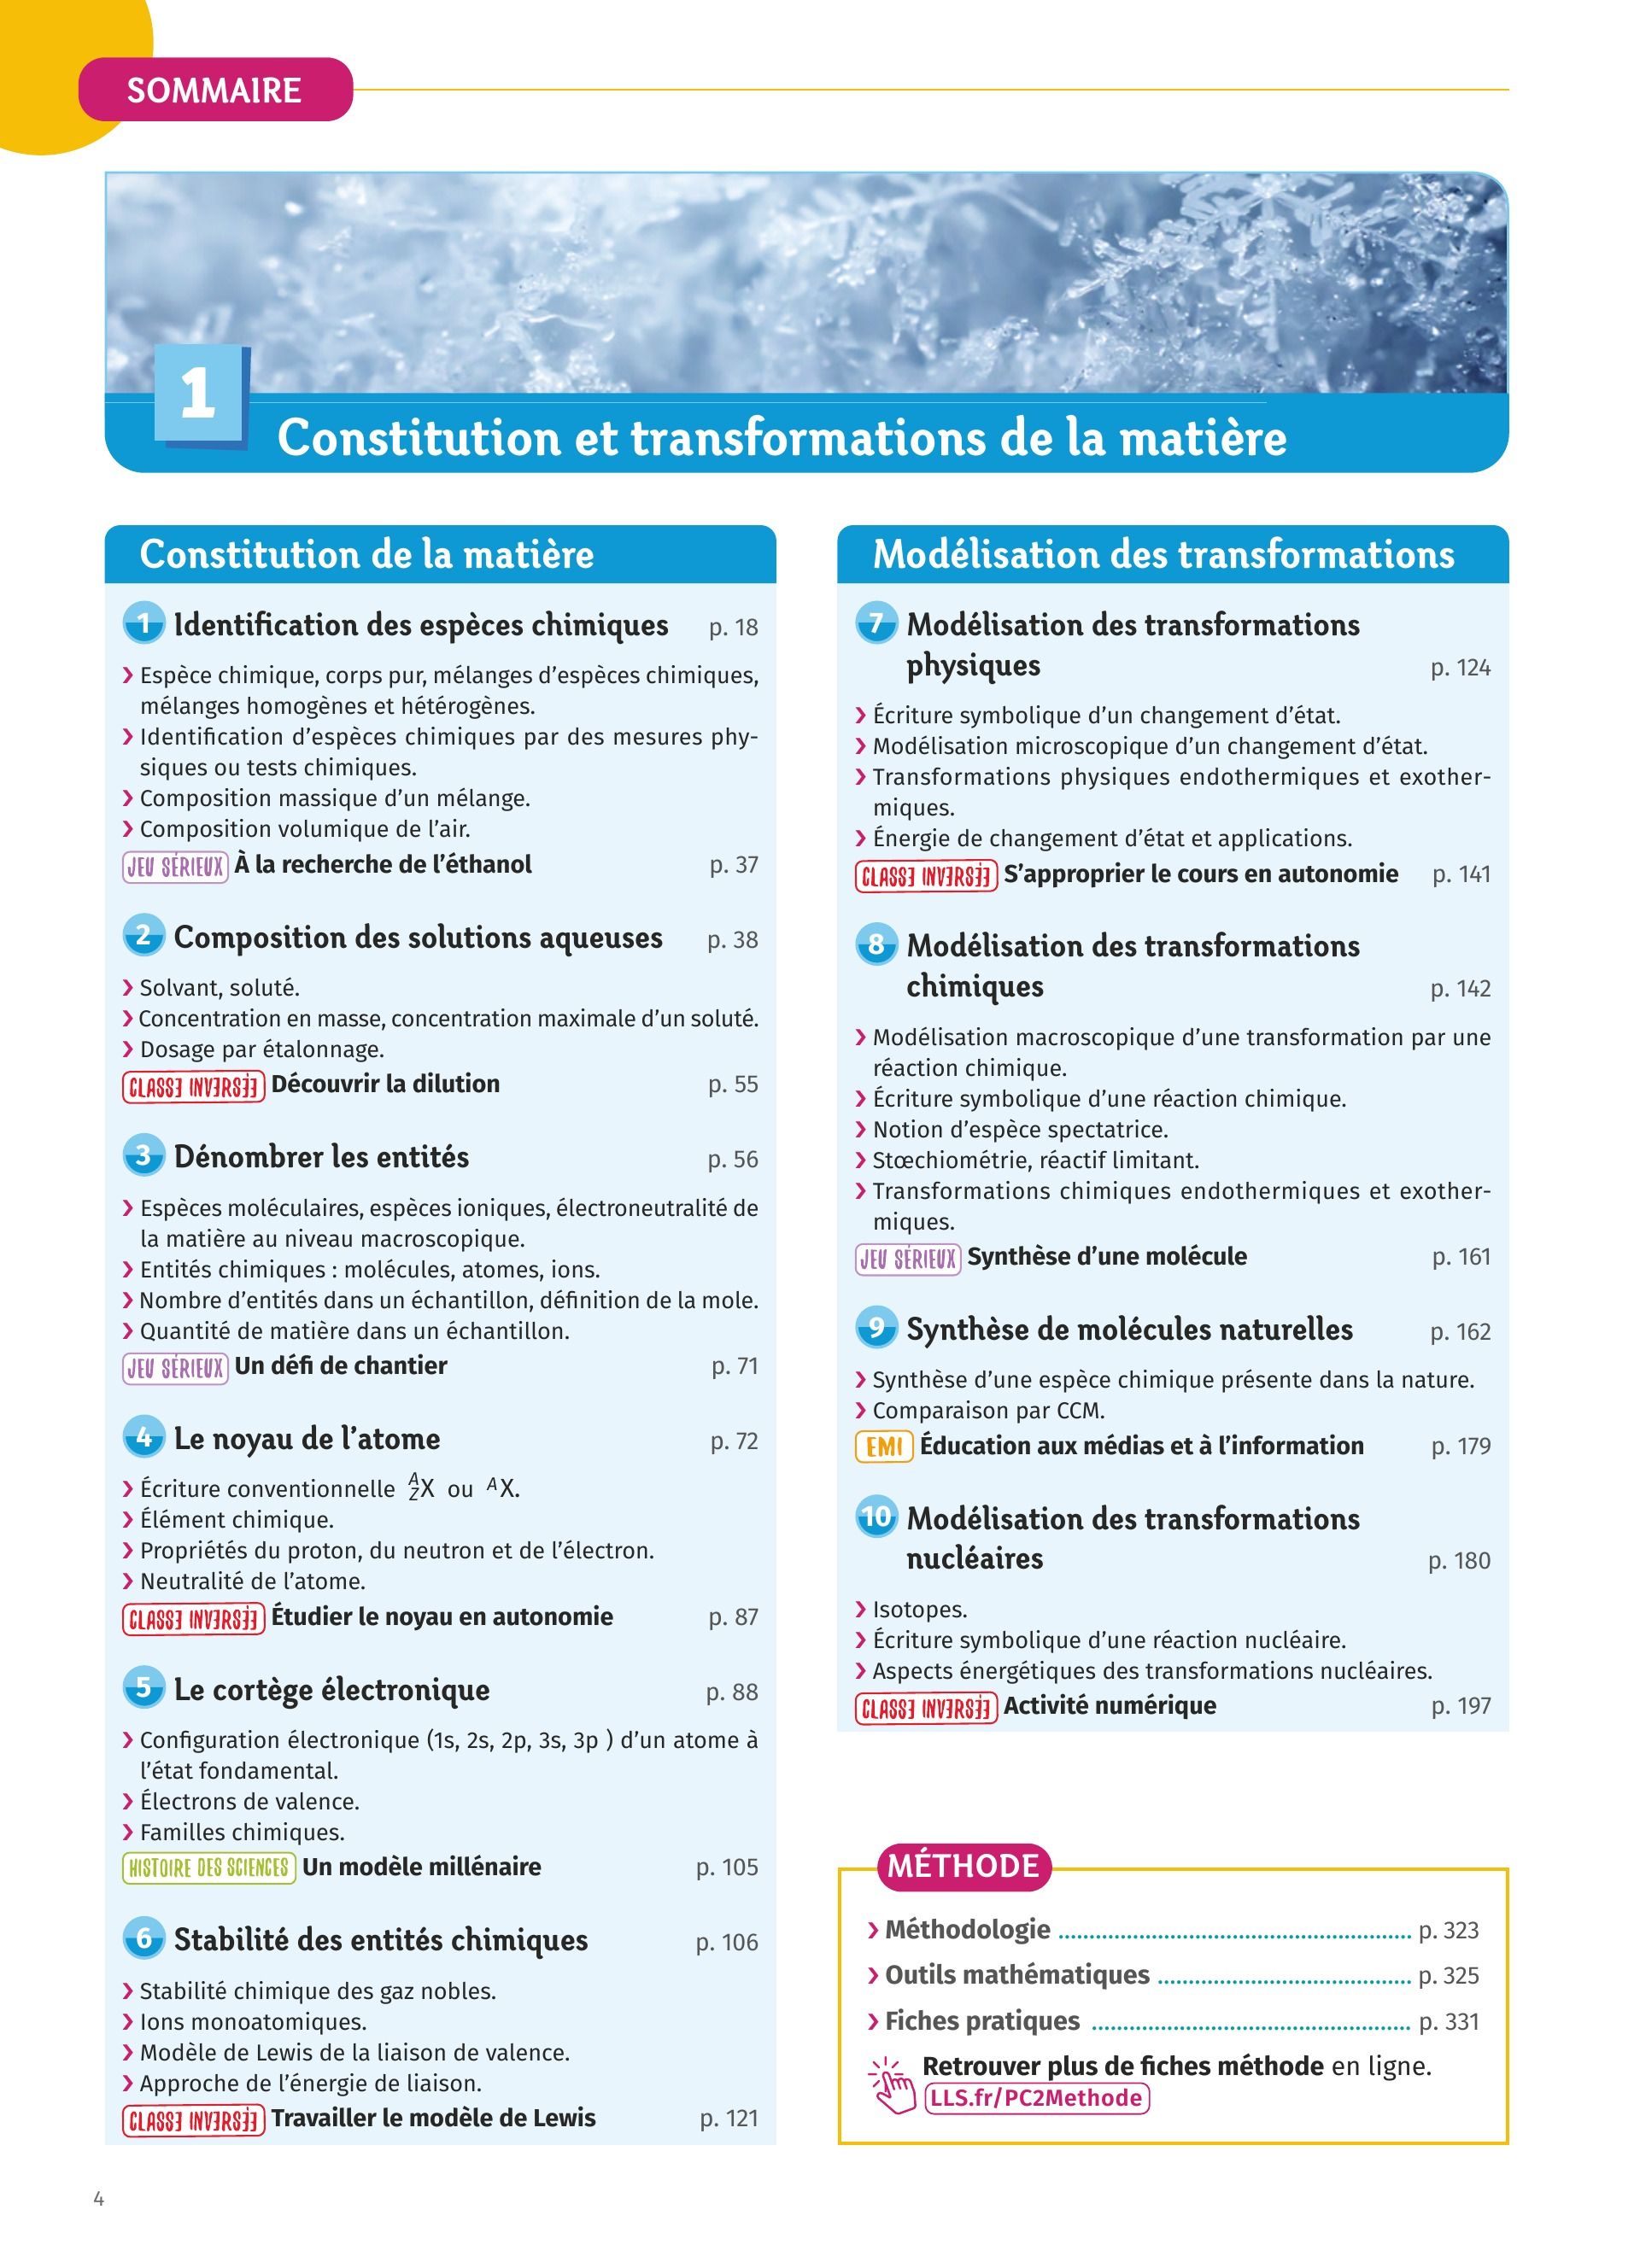 SOMMAIRE
1
Constitution et transformations de la matière
Constitution de la matière
1 Identification des espèces chimiques p. 18
› Espèce chimique, corps pur, mélanges d’espèces chimiques,
mélanges homogènes et hétérogènes.
› Identification d’espèces chimiques par des mesures phy-
siques ou tests chimiques.
› Composition massique d’un mélange.
› Composition volumique de l’air.
JEU SÉRIEUX À la recherche de l’éthanol p. 37
2 Composition des solutions aqueuses p. 38
› Solvant, soluté.
› Concentration en masse, concentration maximale d’un soluté.
› Dosage par étalonnage.
CLASSE INVERSÉE Découvrir la dilution p. 55
3 Dénombrer les entités p. 56
› Espèces moléculaires, espèces ioniques, électroneutralité de
la matière au niveau macroscopique.
› Entités chimiques : molécules, atomes, ions.
› Nombre d’entités dans un échantillon, définition de la mole.
› Quantité de matière dans un échantillon.
JEU SÉRIEUX Un défi de chantier p. 71
4 Le noyau de l’atome p. 72
› Écriture conventionnelle ᴬ_ZX ou ᴬX.
› Élément chimique.
› Propriétés du proton, du neutron et de l’électron.
› Neutralité de l’atome.
CLASSE INVERSÉE Étudier le noyau en autonomie p. 87
5 Le cortège électronique p. 88
› Configuration électronique (1s, 2s, 2p, 3s, 3p ) d’un atome à
l’état fondamental.
› Électrons de valence.
› Familles chimiques.
HISTOIRE DES SCIENCES Un modèle millénaire p. 105
6 Stabilité des entités chimiques p. 106
› Stabilité chimique des gaz nobles.
› Ions monoatomiques.
› Modèle de Lewis de la liaison de valence.
› Approche de l’énergie de liaison.
CLASSE INVERSÉE Travailler le modèle de Lewis p. 121
Modélisation des transformations
7 Modélisation des transformations
physiques p. 124
› Écriture symbolique d’un changement d’état.
› Modélisation microscopique d’un changement d’état.
› Transformations physiques endothermiques et exother-
miques.
› Énergie de changement d’état et applications.
CLASSE INVERSÉE S’approprier le cours en autonomie p. 141
8 Modélisation des transformations
chimiques p. 142
› Modélisation macroscopique d’une transformation par une
réaction chimique.
› Écriture symbolique d’une réaction chimique.
› Notion d’espèce spectatrice.
› Stœchiométrie, réactif limitant.
› Transformations chimiques endothermiques et exother-
miques.
JEU SÉRIEUX Synthèse d’une molécule p. 161
9 Synthèse de molécules naturelles p. 162
› Synthèse d’une espèce chimique présente dans la nature.
› Comparaison par CCM.
EMI Éducation aux médias et à l’information p. 179
10 Modélisation des transformations
nucléaires p. 180
› Isotopes.
› Écriture symbolique d’une réaction nucléaire.
› Aspects énergétiques des transformations nucléaires.
CLASSE INVERSÉE Activité numérique p. 197
MÉTHODE
› Méthodologie ........ p. 323
› Outils mathématiques ........ p. 325
› Fiches pratiques ........ p. 331
Retrouver plus de fiches méthode en ligne.
LLS.fr/PC2Methode
4